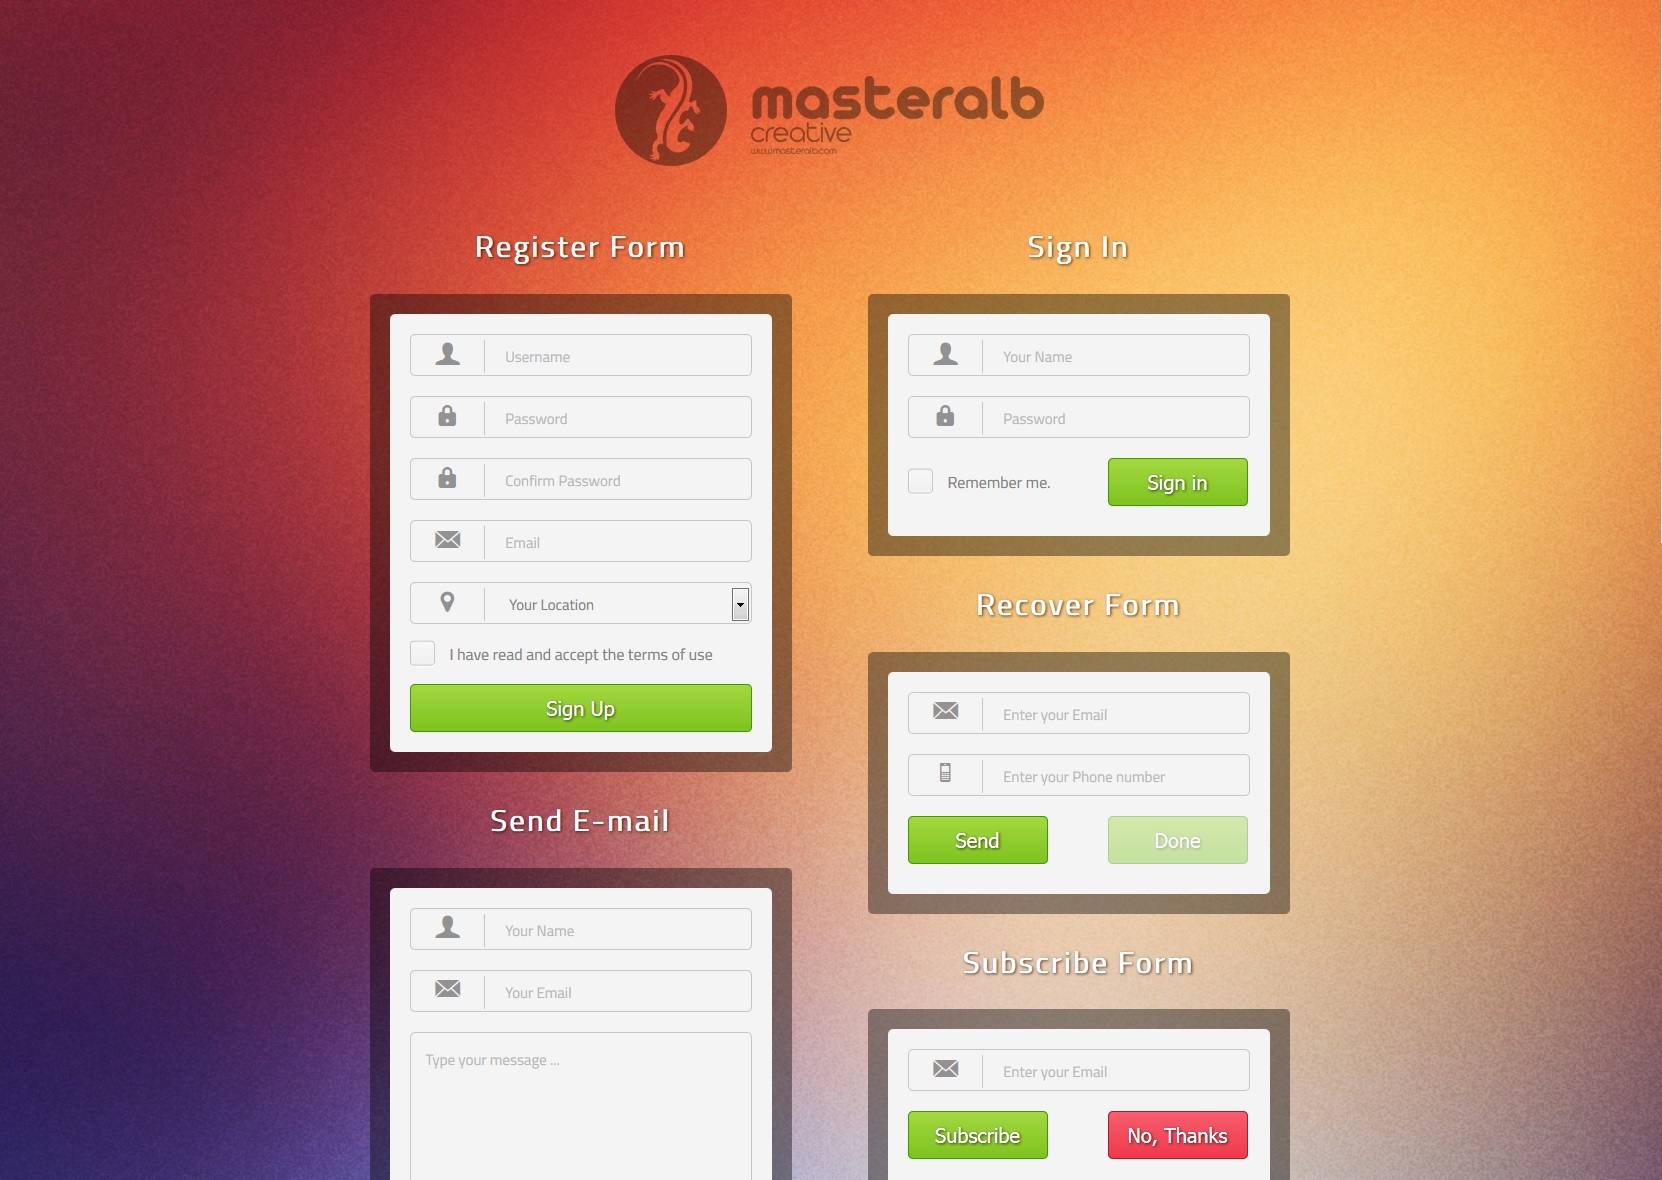 masteralb
creative
www.masteralb.com
Register Form
Username
Password
Confirm Password
Email
Your Location
I have read and accept the terms of use
Sign Up
Send E-mail
Your Name
Your Email
Type your message ...
Sign In
Your Name
Password
Remember me.
Sign in
Recover Form
Enter your Email
Enter your Phone number
Send
Done
Subscribe Form
Enter your Email
Subscribe
No, Thanks